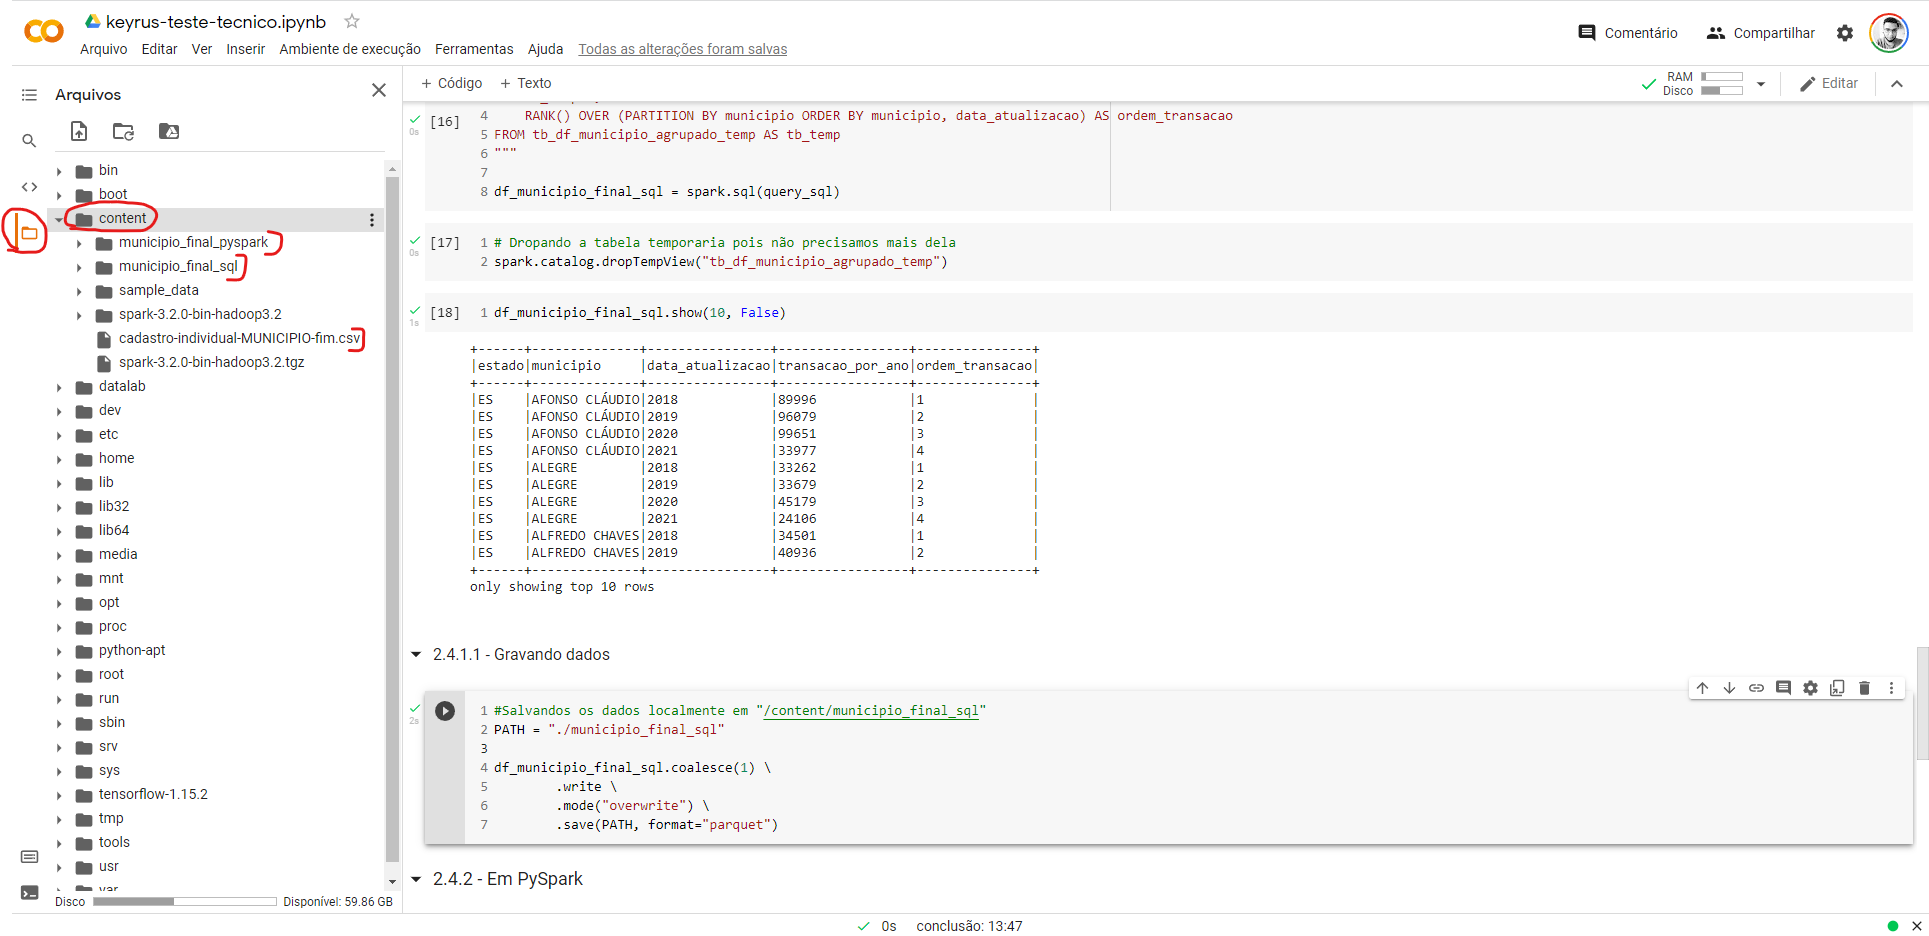 keyrus-teste-tecnico.ipynb
Arquivo Editar Ver Inserir Ambiente de execução Ferramentas Ajuda Todas as alterações foram salvas
Comentário Compartilhar
Arquivos
+ Código + Texto
RAM
Disco
Editar
bin
boot
content
municipio_final_pyspark
municipio_final_sql
sample_data
spark-3.2.0-bin-hadoop3.2
cadastro-individual-MUNICIPIO-fim.csv
spark-3.2.0-bin-hadoop3.2.tgz
datalab
dev
etc
home
lib
lib32
lib64
media
mnt
opt
proc
python-apt
root
run
sbin
srv
sys
tensorflow-1.15.2
tmp
tools
usr
var
Disco Disponível: 59.86 GB
0s
[16]
4 RANK() OVER (PARTITION BY municipio ORDER BY municipio, data_atualizacao) AS ordem_transacao
5 FROM tb_df_municipio_agrupado_temp AS tb_temp
6 """
7
8 df_municipio_final_sql = spark.sql(query_sql)
0s
[17]
1 # Dropando a tabela temporaria pois não precisamos mais dela
2 spark.catalog.dropTempView("tb_df_municipio_agrupado_temp")
1s
[18]
1 df_municipio_final_sql.show(10, False)
+------+--------------+----------------+-----------------+---------------+
|estado|municipio     |data_atualizacao|transacao_por_ano|ordem_transacao|
+------+--------------+----------------+-----------------+---------------+
|ES    |AFONSO CLÁUDIO|2018            |89996            |1              |
|ES    |AFONSO CLÁUDIO|2019            |96079            |2              |
|ES    |AFONSO CLÁUDIO|2020            |99651            |3              |
|ES    |AFONSO CLÁUDIO|2021            |33977            |4              |
|ES    |ALEGRE        |2018            |33262            |1              |
|ES    |ALEGRE        |2019            |33679            |2              |
|ES    |ALEGRE        |2020            |45179            |3              |
|ES    |ALEGRE        |2021            |24106            |4              |
|ES    |ALFREDO CHAVES|2018            |34501            |1              |
|ES    |ALFREDO CHAVES|2019            |40936            |2              |
+------+--------------+----------------+-----------------+---------------+
only showing top 10 rows
2.4.1.1 - Gravando dados
2s
1 #Salvandos os dados localmente em "/content/municipio_final_sql"
2 PATH = "./municipio_final_sql"
3
4 df_municipio_final_sql.coalesce(1) \
5 .write \
6 .mode("overwrite") \
7 .save(PATH, format="parquet")
2.4.2 - Em PySpark
0s conclusão: 13:47